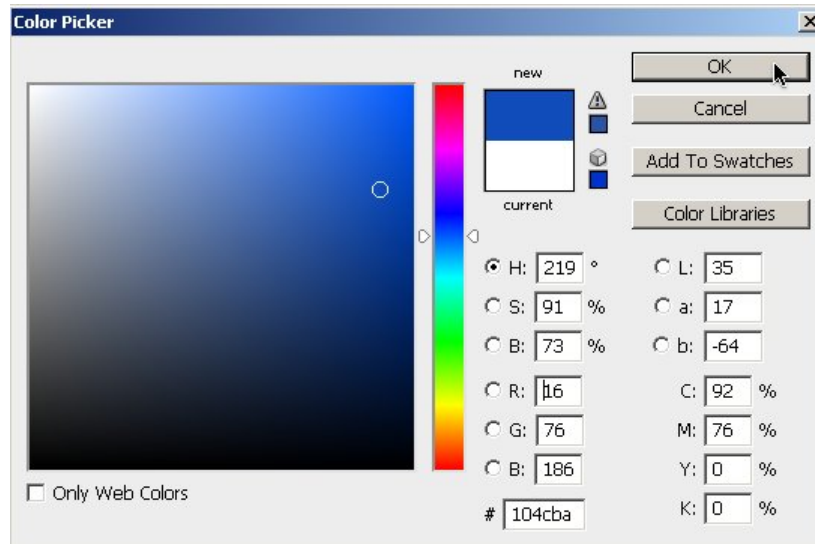 Color Picker
new
current
OK
Cancel
Add To Swatches
Color Libraries
H: 219 °
S: 91 %
B: 73 %
R: 16
G: 76
B: 186
# 104cba
L: 35
a: 17
b: -64
C: 92 %
M: 76 %
Y: 0 %
K: 0 %
Only Web Colors